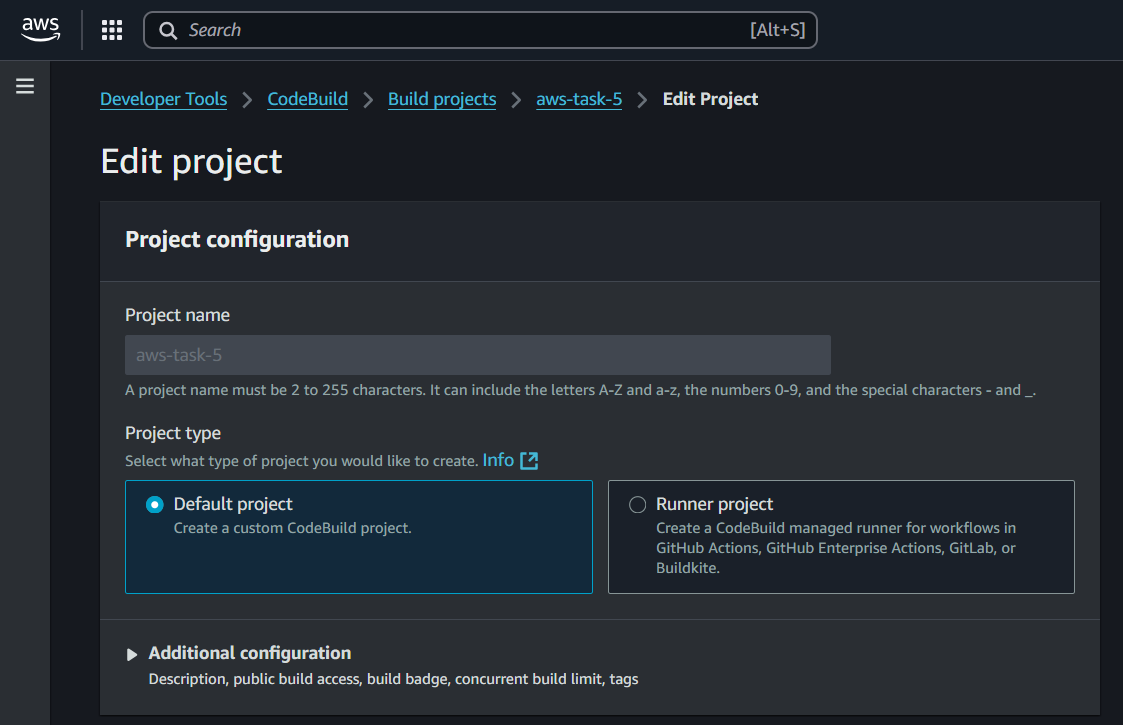 aws
Search [Alt+S]
Developer Tools > CodeBuild > Build projects > aws-task-5 > Edit Project
Edit project
Project configuration
Project name
aws-task-5
A project name must be 2 to 255 characters. It can include the letters A-Z and a-z, the numbers 0-9, and the special characters - and _.
Project type
Select what type of project you would like to create. Info
Default project
Create a custom CodeBuild project.
Runner project
Create a CodeBuild managed runner for workflows in
GitHub Actions, GitHub Enterprise Actions, GitLab, or
Buildkite.
Additional configuration
Description, public build access, build badge, concurrent build limit, tags